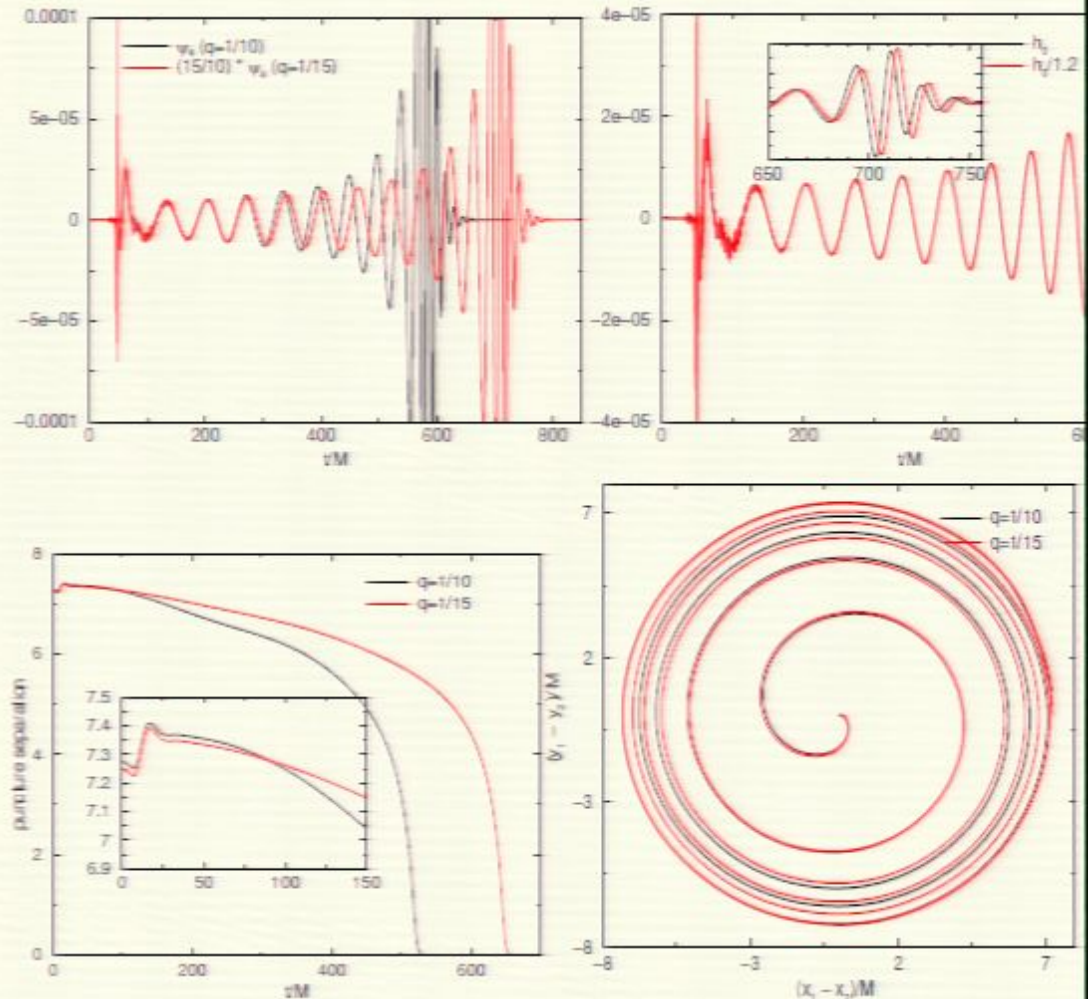 0.0001
5e-05
0
-5e-05
-0.0001
ψ₄ (q=1/10)
(15/10) * ψ₄ (q=1/15)
0 200 400 600 800
t/M
4e-05
2e-05
0
-2e-05
-4e-05
650 700 750
0 200 400
t/M
8
6
4
2
0
puncture separation
q=1/10
q=1/15
7.5
7.4
7.3
7.2
7.1
7
6.9
0 50 100 150
0 200 400 600
t/M
7
2
-3
-8
(y₁ - y₂)/M
q=1/10
q=1/15
-8 -3 2 7
(x₁ - x₂)/M